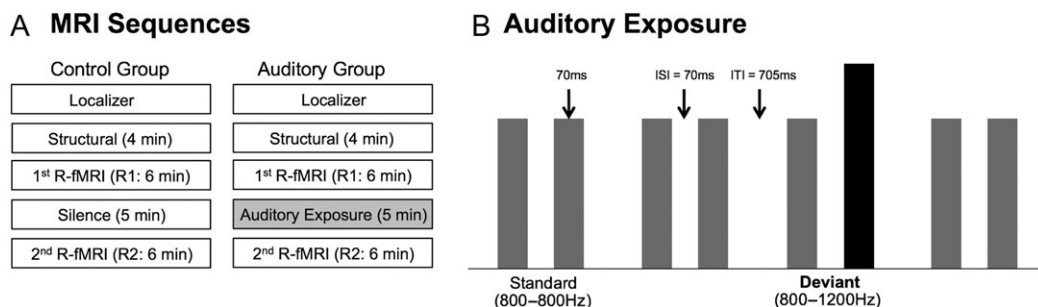 A MRI Sequences
Control Group
Localizer
Structural (4 min)
1st R-fMRI (R1: 6 min)
Silence (5 min)
2nd R-fMRI (R2: 6 min)
Auditory Group
Localizer
Structural (4 min)
1st R-fMRI (R1: 6 min)
Auditory Exposure (5 min)
2nd R-fMRI (R2: 6 min)
B Auditory Exposure
70ms
ISI = 70ms
ITI = 705ms
Standard
(800–800Hz)
Deviant
(800–1200Hz)